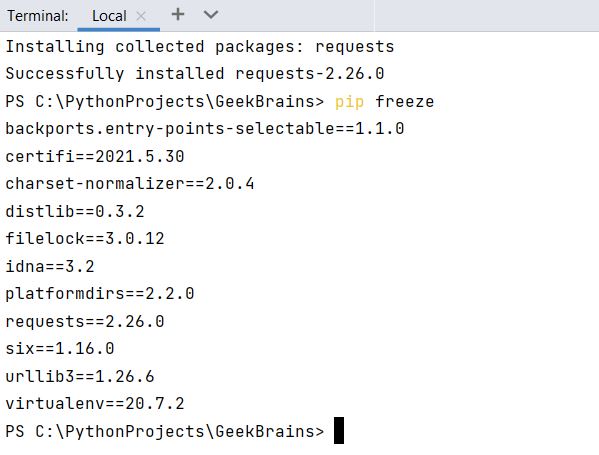 Terminal: Local
Installing collected packages: requests
Successfully installed requests-2.26.0
PS C:\PythonProjects\GeekBrains> pip freeze
backports.entry-points-selectable==1.1.0
certifi==2021.5.30
charset-normalizer==2.0.4
distlib==0.3.2
filelock==3.0.12
idna==3.2
platformdirs==2.2.0
requests==2.26.0
six==1.16.0
urllib3==1.26.6
virtualenv==20.7.2
PS C:\PythonProjects\GeekBrains>